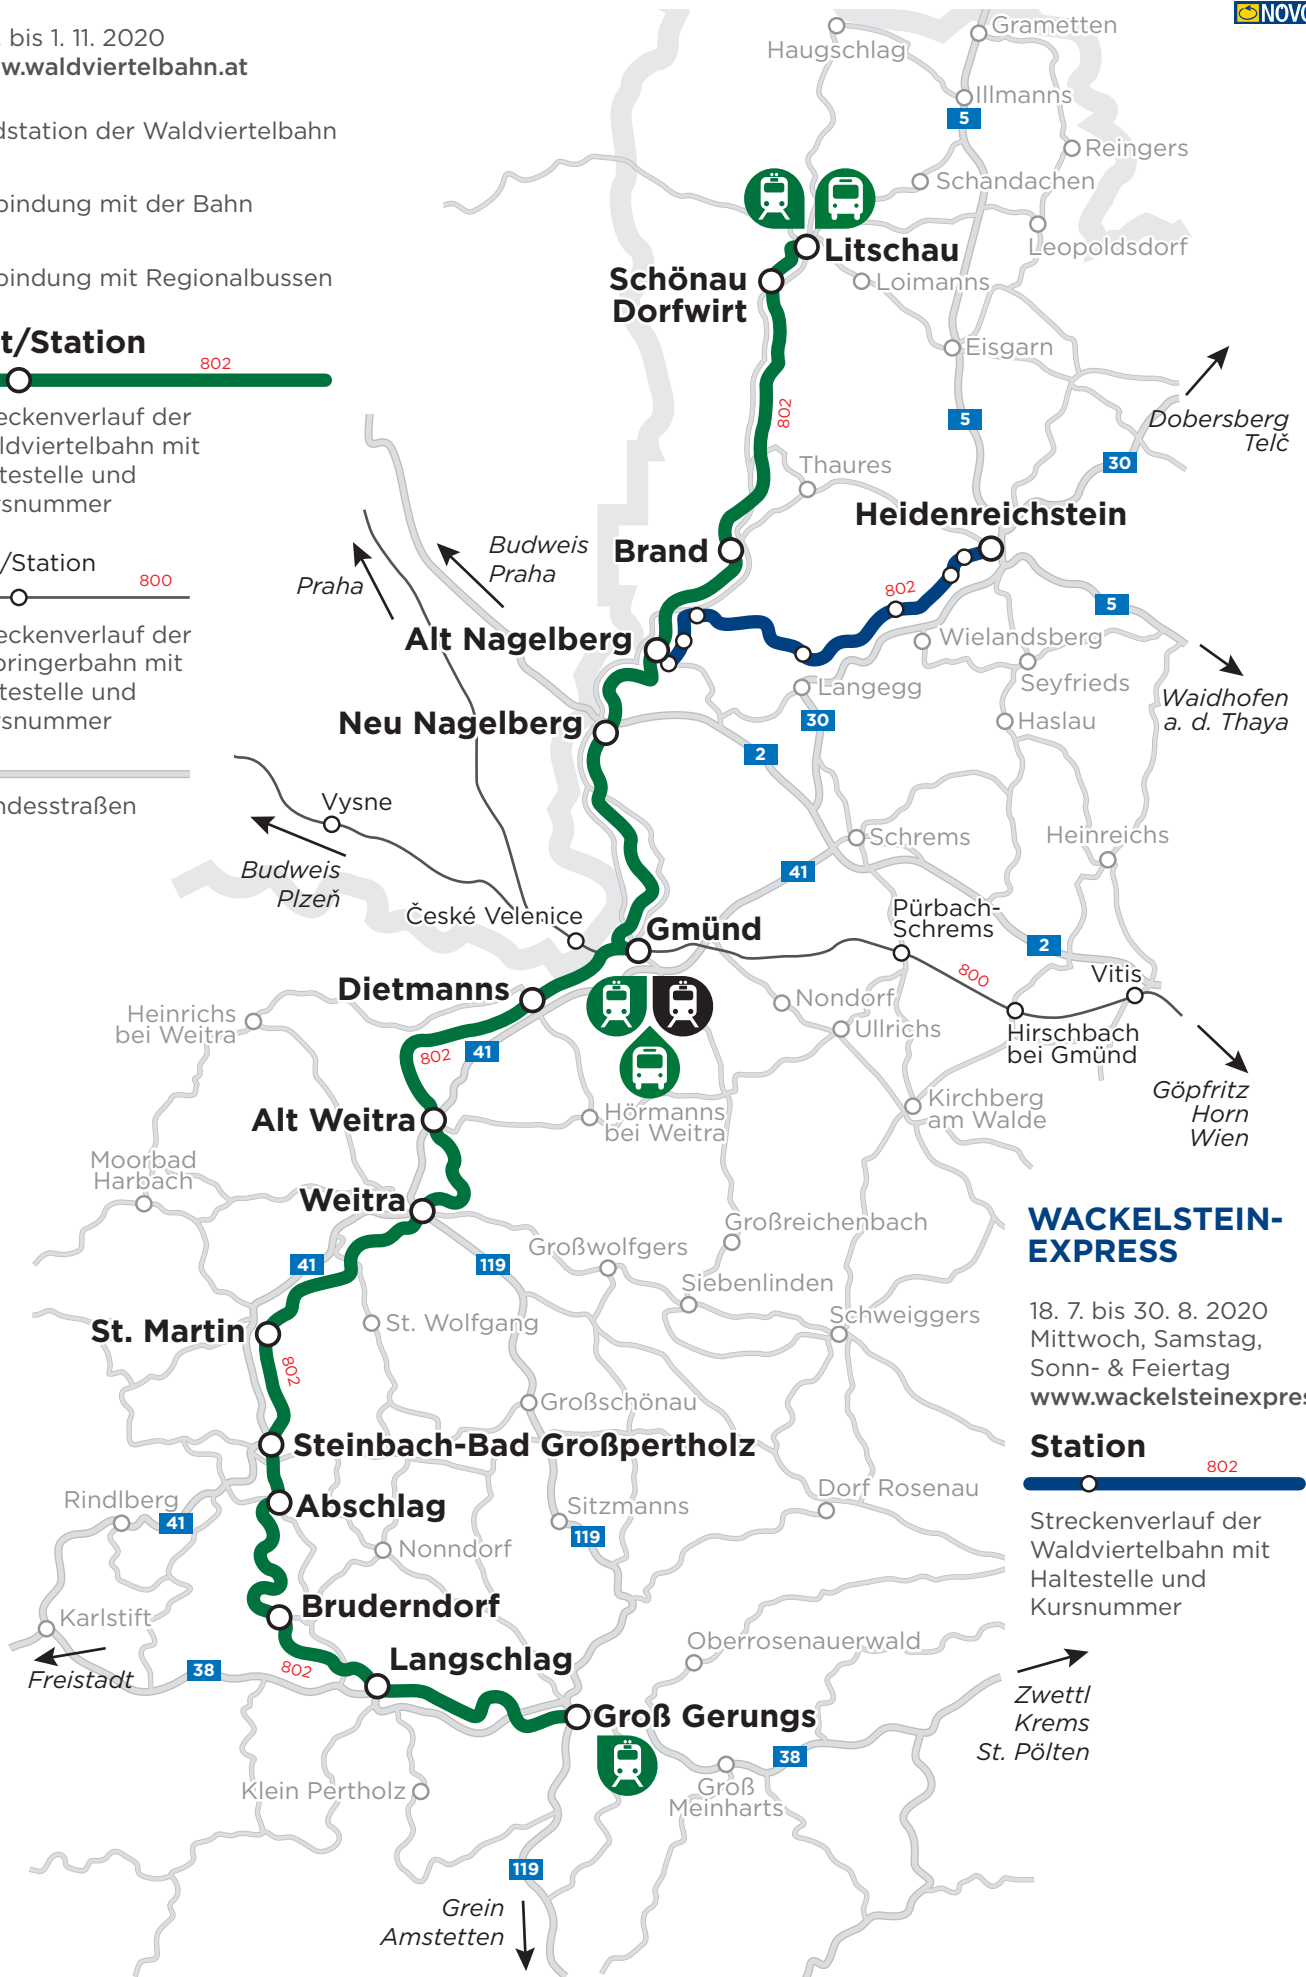 bis 1. 11. 2020
w.waldviertelbahn.at
dstation der Waldviertelbahn
bindung mit der Bahn
bindung mit Regionalbussen
t/Station
802
eckenverlauf der
ldviertelbahn mit
testelle und
rsnummer
/Station
800
eckenverlauf der
pringerbahn mit
testelle und
rsnummer
ndesstraßen
NÖVO
Grametten
Haugschlag
Illmanns
5
Reingers
Schandachen
Leopoldsdorf
Litschau
Schönau
Dorfwirt
Loimanns
Eisgarn
Dobersberg
Telč
802
5
30
Thaures
Heidenreichstein
Budweis
Praha
Praha
Brand
802
5
Alt Nagelberg
Wielandsberg
Seyfrieds
Waidhofen
a. d. Thaya
Langegg
30
Haslau
Neu Nagelberg
2
Vysne
Schrems
Heinreichs
Budweis
Plzeň
41
České Velenice
Pürbach-
Schrems
Gmünd
2
800
Vitis
Dietmanns
Nondorf
Ullrichs
Hirschbach
bei Gmünd
Heinrichs
bei Weitra
802
41
Göpfritz
Horn
Wien
Alt Weitra
Hörmanns
bei Weitra
Kirchberg
am Walde
Moorbad
Harbach
Weitra
Großreichenbach
Großwolfgers
41
119
Siebenlinden
Schweiggers
St. Martin
St. Wolfgang
802
Großschönau
Steinbach-Bad Großpertholz
WACKELSTEIN-
EXPRESS
18. 7. bis 30. 8. 2020
Mittwoch, Samstag,
Sonn- & Feiertag
www.wackelsteinexpres
Station
802
Streckenverlauf der
Waldviertelbahn mit
Haltestelle und
Kursnummer
Rindlberg
41
Abschlag
Sitzmanns
119
Dorf Rosenau
Nonndorf
Karlstift
Bruderndorf
Freistadt
38
802
Langschlag
Oberrosenauerwald
Zwettl
Krems
St. Pölten
Groß Gerungs
38
Klein Pertholz
Groß
Meinharts
119
Grein
Amstetten